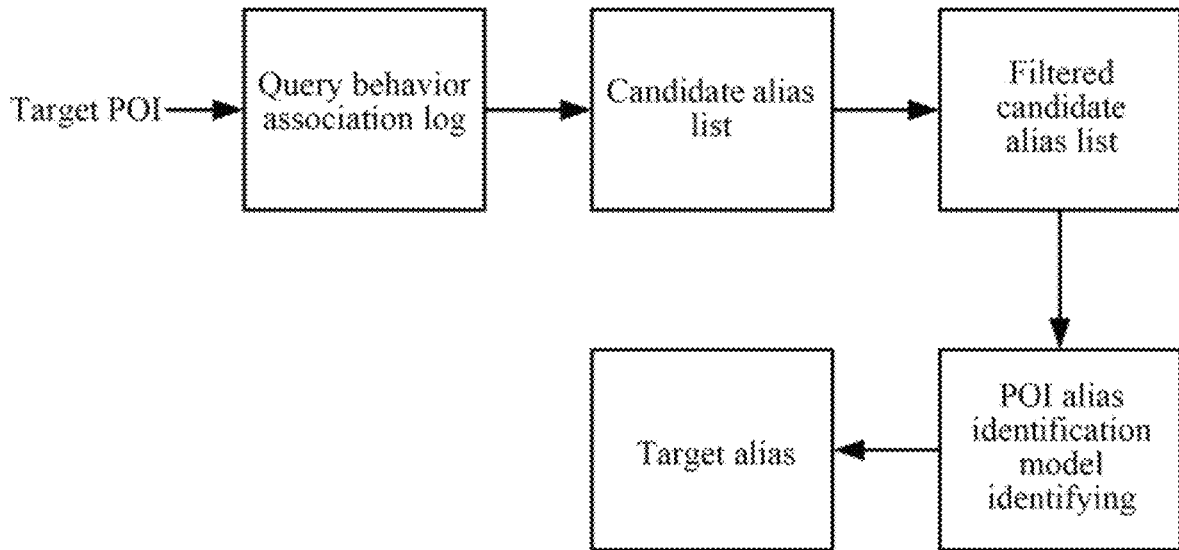 Target POI
Query behavior
association log
Candidate alias
list
Filtered
candidate
alias list
POI alias
identification
model
identifying
Target alias